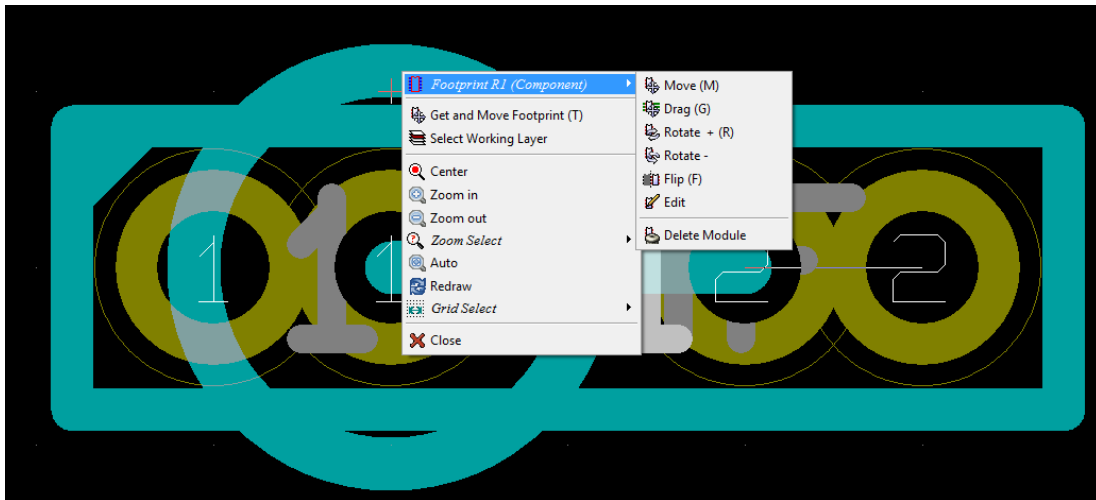 Footprint R1 (Component)
Get and Move Footprint (T)
Select Working Layer
Center
Zoom in
Zoom out
Zoom Select
Auto
Redraw
Grid Select
Close
Move (M)
Drag (G)
Rotate + (R)
Rotate -
Flip (F)
Edit
Delete Module
1 1 2 2